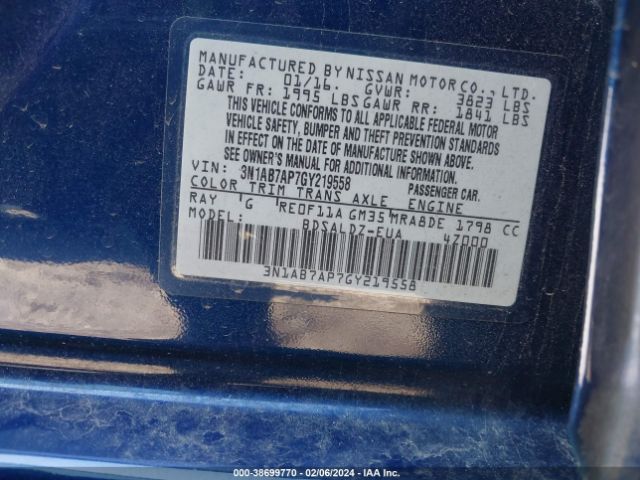 MANUFACTURED BY NISSAN MOTOR CO., LTD.
DATE: 01/16. GVWR: 3823 LBS
GAWR FR: 1995 LBS GAWR RR: 1841 LBS
THIS VEHICLE CONFORMS TO ALL APPLICABLE FEDERAL MOTOR
VEHICLE SAFETY, BUMPER AND THEFT PREVENTION STANDARDS
IN EFFECT ON THE DATE OF MANUFACTURE SHOWN ABOVE.
SEE OWNER'S MANUAL FOR ADDITIONAL INFORMATION.
VIN: 3N1AB7AP7GY219558 PASSENGER CAR.
COLOR TRIM TRANS AXLE ENGINE
RAY 'G 'RE0F11A GM35 'MRA8DE 1798 CC
MODEL: BDSALDZ-EUA 47000
3N1AB7AP7GY219558
000-38699770 | 02/06/2024 | IAA Inc.